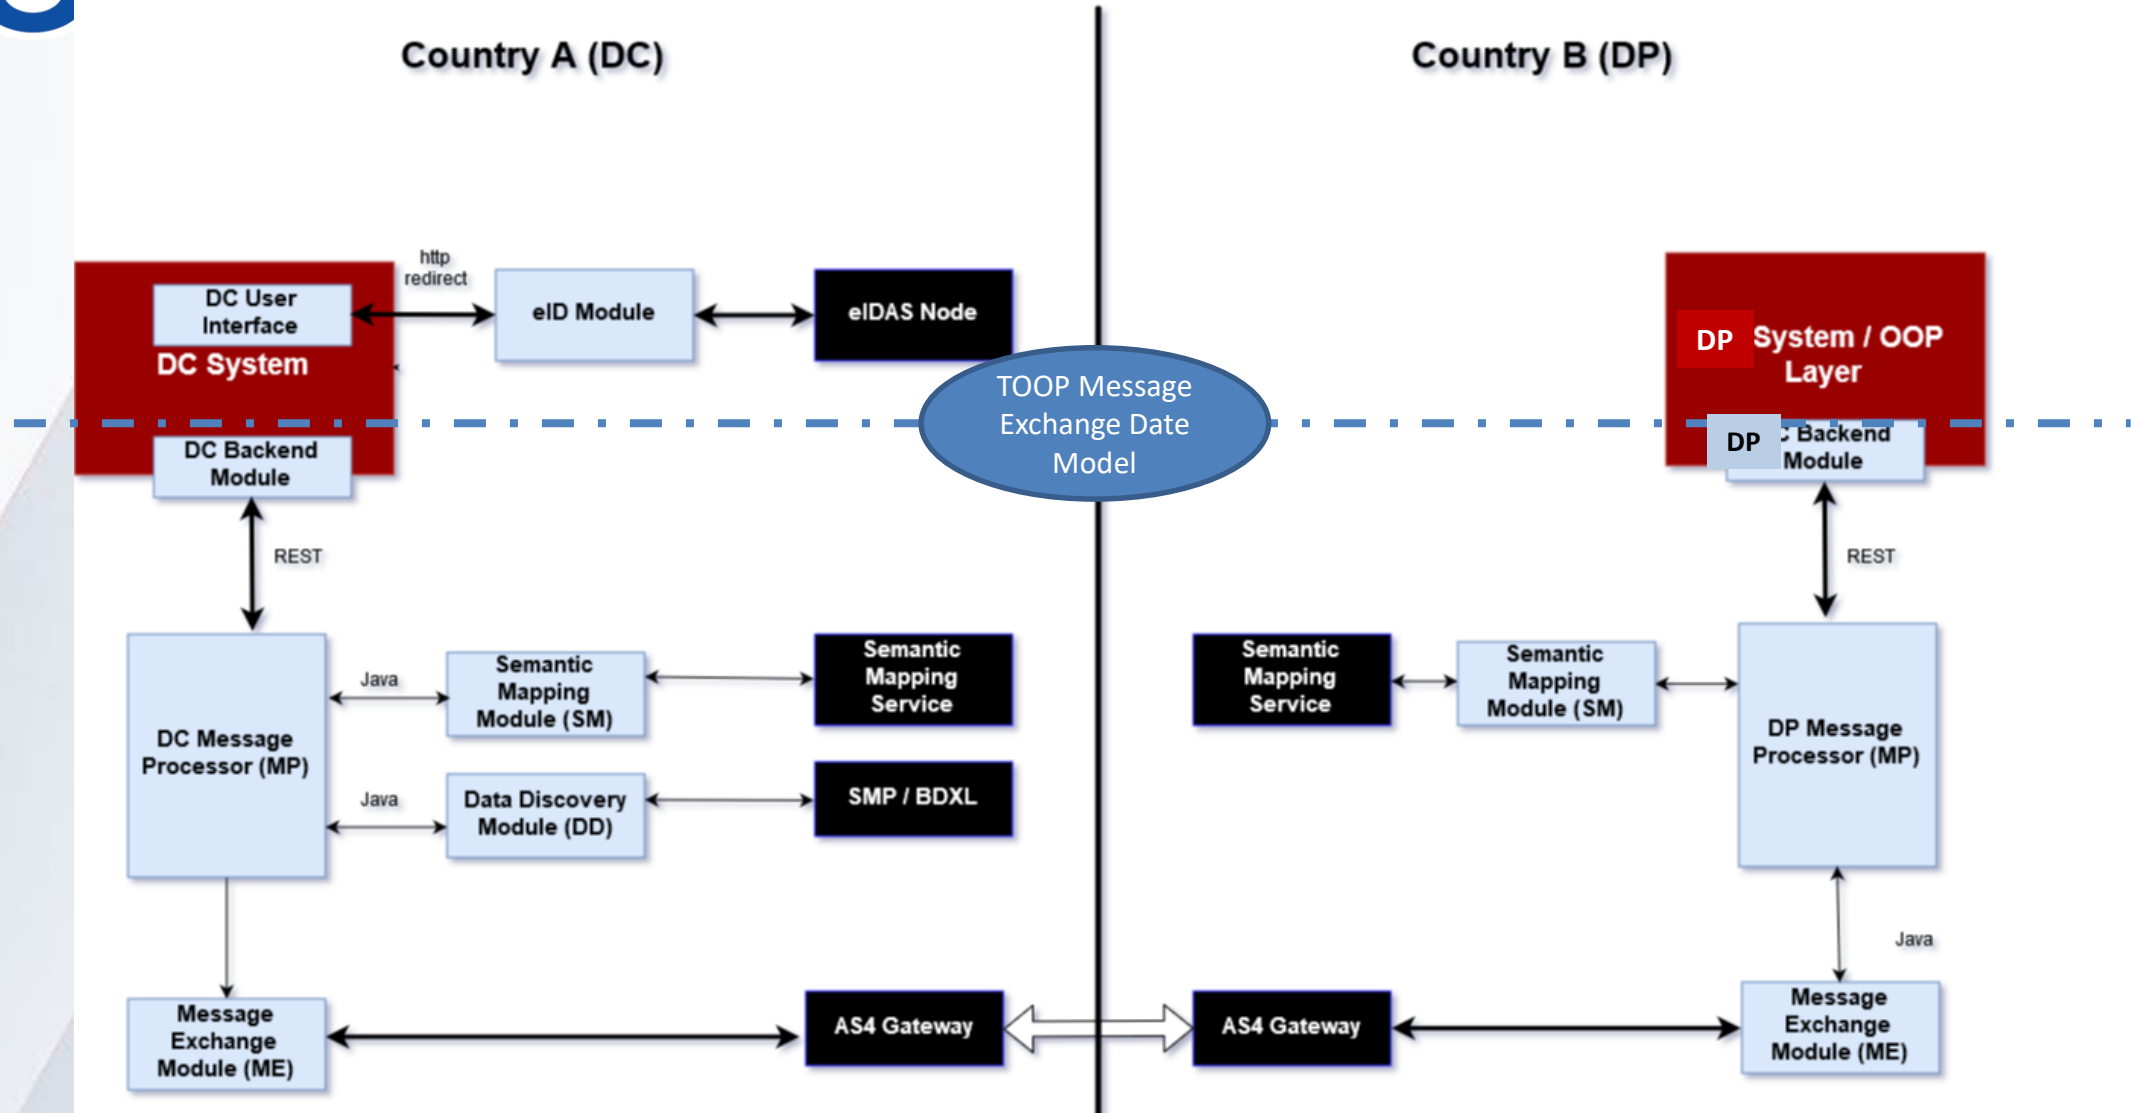 Country A (DC)
Country B (DP)
http
redirect
DC User
Interface
DC System
eID Module
eIDAS Node
DP
System / OOP
Layer
TOOP Message
Exchange Date
Model
DC Backend
Module
DP
C Backend
Module
REST
REST
Java
Semantic
Mapping
Module (SM)
Semantic
Mapping
Service
Semantic
Mapping
Service
Semantic
Mapping
Module (SM)
DC Message
Processor (MP)
DP Message
Processor (MP)
Java
Data Discovery
Module (DD)
SMP / BDXL
Java
Message
Exchange
Module (ME)
AS4 Gateway
AS4 Gateway
Message
Exchange
Module (ME)